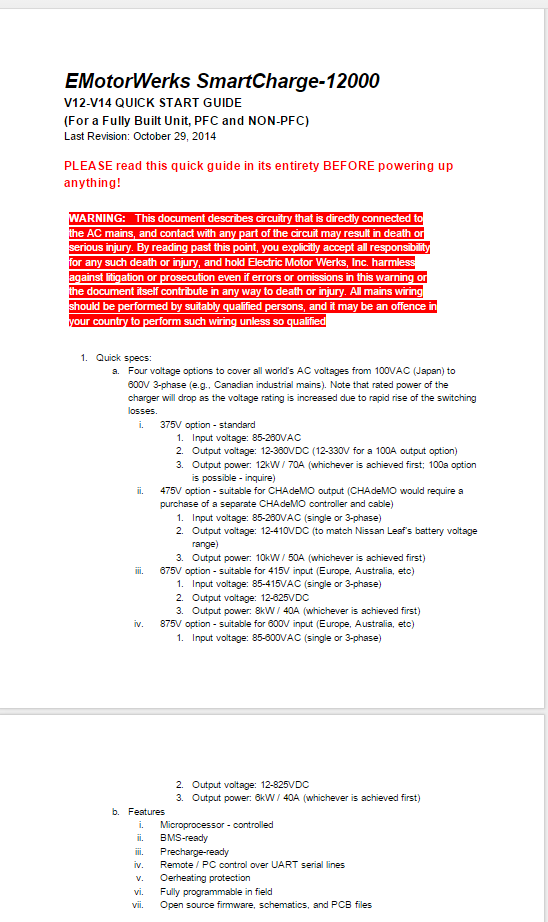 EMotorWerks SmartCharge-12000
V12-V14 QUICK START GUIDE
(For a Fully Built Unit, PFC and NON-PFC)
Last Revision: October 29, 2014
PLEASE read this quick guide in its entirety BEFORE powering up
anything!
WARNING: This document describes circuitry that is directly connected to
the AC mains, and contact with any part of the circuit may result in death or
serious injury. By reading past this point, you explicitly accept all responsibility
for any such death or injury, and hold Electric Motor Werks, Inc. harmless
against litigation or prosecution even if errors or omissions in this warning or
the document itself contribute in any way to death or injury. All mains wiring
should be performed by suitably qualified persons, and it may be an offence in
your country to perform such wiring unless so qualified
1. Quick specs:
a. Four voltage options to cover all world's AC voltages from 100VAC (Japan) to
600V 3-phase (e.g., Canadian industrial mains). Note that rated power of the
charger will drop as the voltage rating is increased due to rapid rise of the switching
losses.
i. 375V option - standard
1. Input voltage: 85-260VAC
2. Output voltage: 12-360VDC (12-330V for a 100A output option)
3. Output power: 12kW / 70A (whichever is achieved first; 100a option
is possible - inquire)
ii. 475V option - suitable for CHAdeMO output (CHAdeMO would require a
purchase of a separate CHAdeMO controller and cable)
1. Input voltage: 85-260VAC (single or 3-phase)
2. Output voltage: 12-410VDC (to match Nissan Leaf's battery voltage
range)
3. Output power: 10kW / 50A (whichever is achieved first)
iii. 675V option - suitable for 415V input (Europe, Australia, etc)
1. Input voltage: 85-415VAC (single or 3-phase)
2. Output voltage: 12-625VDC
3. Output power: 8kW / 40A (whichever is achieved first)
iv. 875V option - suitable for 600V input (Europe, Australia, etc)
1. Input voltage: 85-600VAC (single or 3-phase)
2. Output voltage: 12-825VDC
3. Output power: 6kW / 40A (whichever is achieved first)
b. Features
i. Microprocessor - controlled
ii. BMS-ready
iii. Precharge-ready
iv. Remote / PC control over UART serial lines
v. Oerheating protection
vi. Fully programmable in field
vii. Open source firmware, schematics, and PCB files